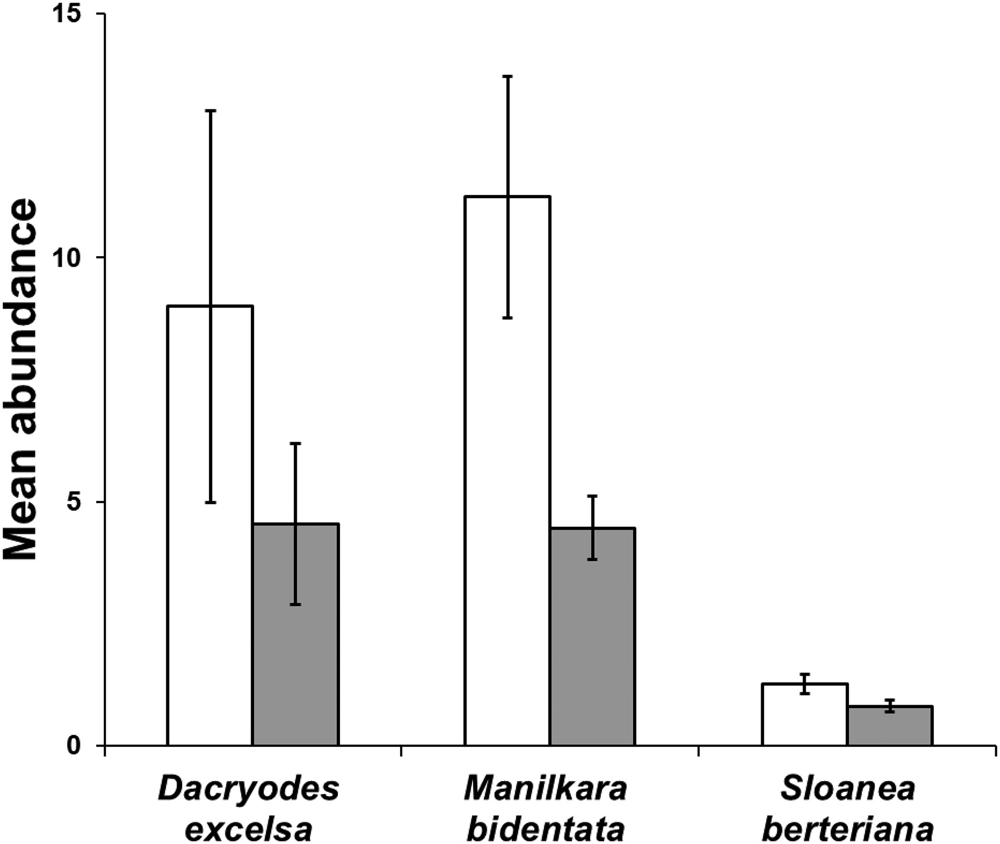 15
10
5
0
Mean abundance
Dacryodes
excelsa
Manilkara
bidentata
Sloanea
berteriana